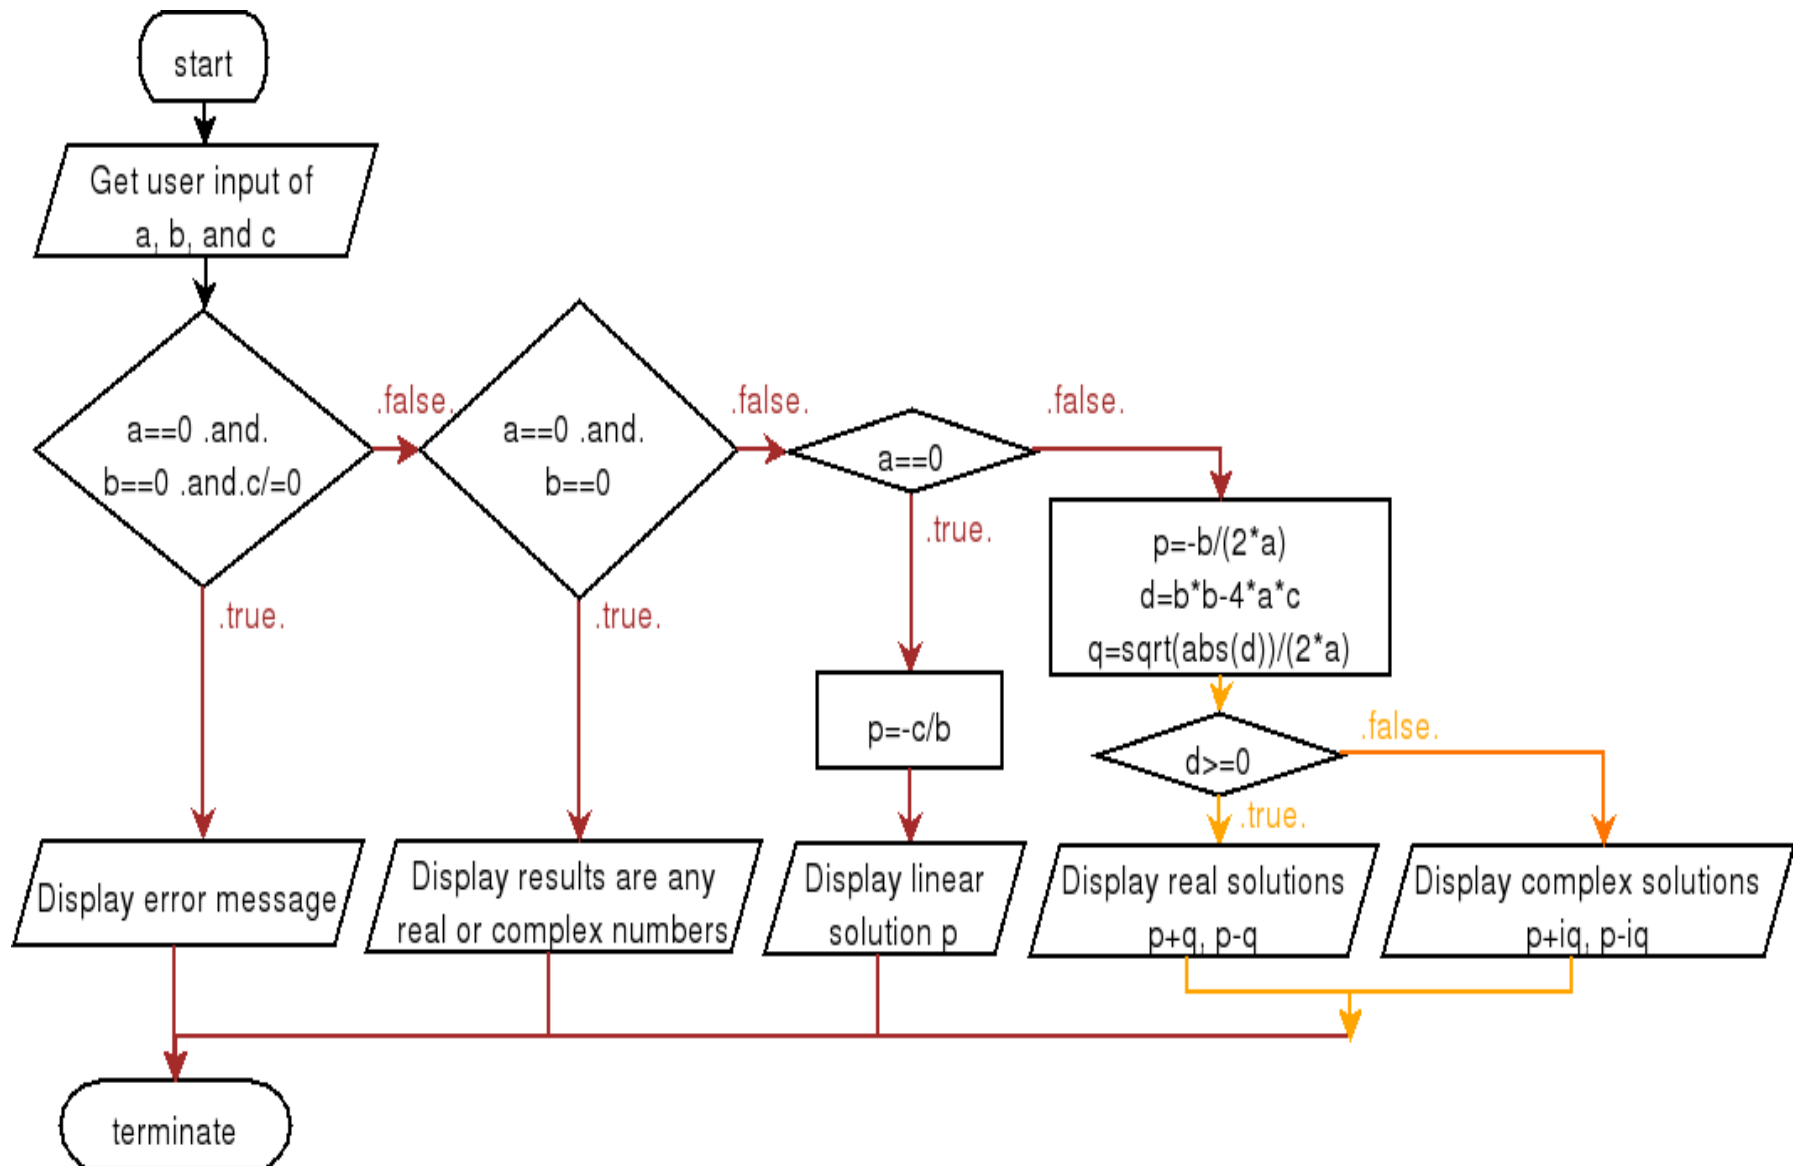 start
Get user input of
a, b, and c
a==0 .and.
b==0 .and.c/=0
.false.
.true.
a==0 .and.
b==0
.false.
.true.
a==0
.false.
.true.
p=-c/b
p=-b/(2*a)
d=b*b-4*a*c
q=sqrt(abs(d))/(2*a)
d>=0
.false.
.true.
Display error message
Display results are any
real or complex numbers
Display linear
solution p
Display real solutions
p+q, p-q
Display complex solutions
p+iq, p-iq
terminate